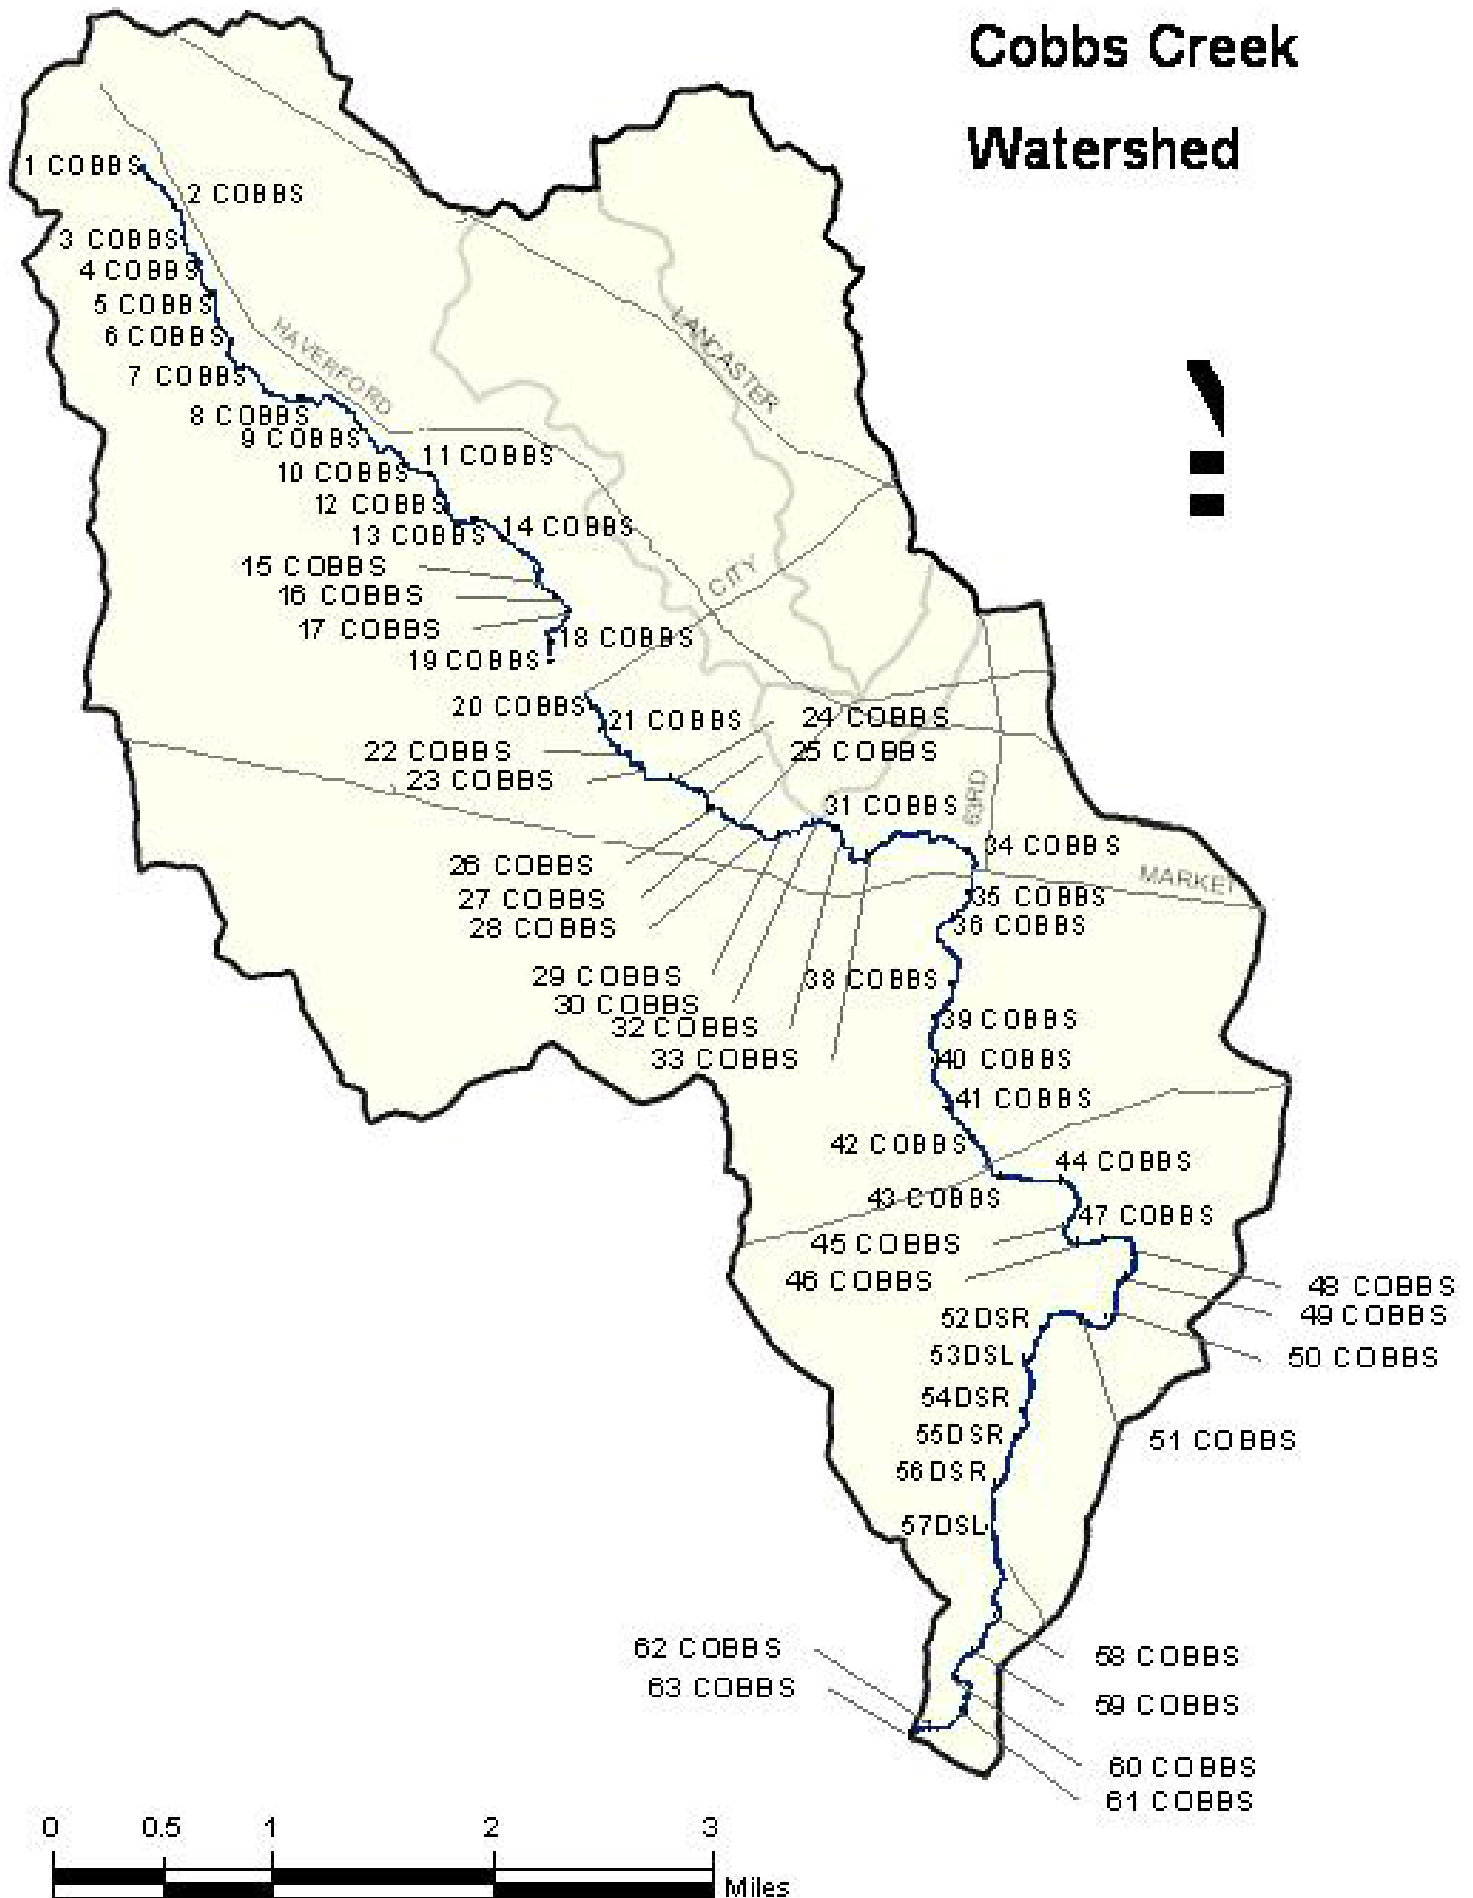 Cobbs Creek
Watershed
1 COBBS
2 COBBS
3 COBBS
4 COBBS
5 COBBS
6 COBBS
HAVERFORD
LANCASTER
7 COBBS
8 COBBS
9 COBBS
10 COBBS
11 COBBS
12 COBBS
13 COBBS
14 COBBS
15 COBBS
CITY
16 COBBS
17 COBBS
18 COBBS
19 COBBS
20 COBBS
21 COBBS
24 COBBS
22 COBBS
25 COBBS
23 COBBS
63RD
31 COBBS
34 COBBS
26 COBBS
MARKET
27 COBBS
35 COBBS
28 COBBS
36 COBBS
29 COBBS
38 COBBS
30 COBBS
39 COBBS
32 COBBS
33 COBBS
40 COBBS
41 COBBS
42 COBBS
44 COBBS
43 COBBS
47 COBBS
45 COBBS
46 COBBS
48 COBBS
49 COBBS
52DSR
53DSL
50 COBBS
54DSR
55DSR
51 COBBS
56DSR
57DSL
62 COBBS
58 COBBS
63 COBBS
59 COBBS
60 COBBS
61 COBBS
0 0.5 1 2 3
Miles